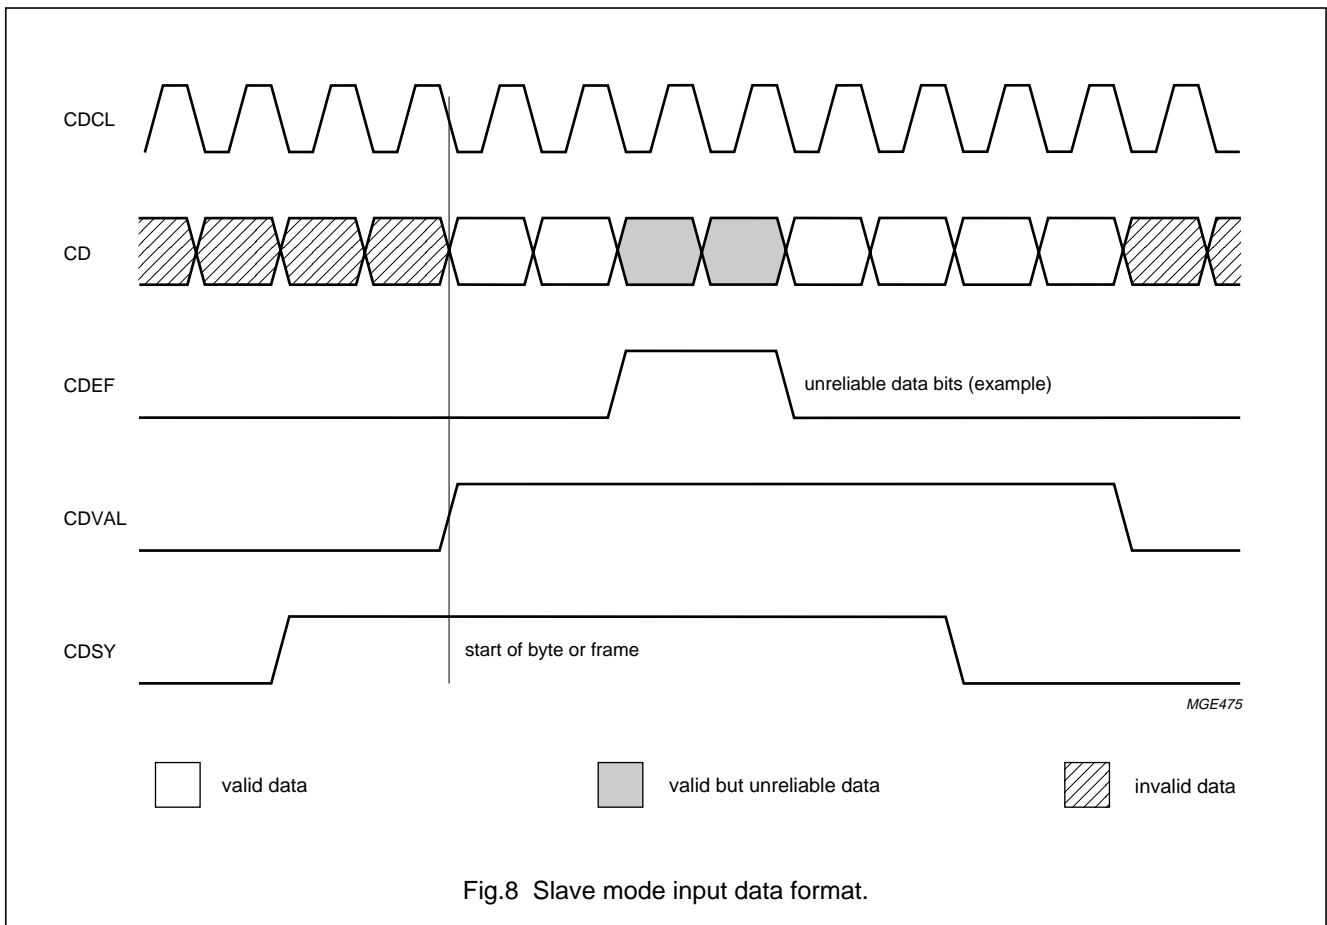 CDCL
CD
CDEF
unreliable data bits (example)
CDVAL
CDSY
start of byte or frame
MGE475
valid data
valid but unreliable data
invalid data
Fig.8 Slave mode input data format.